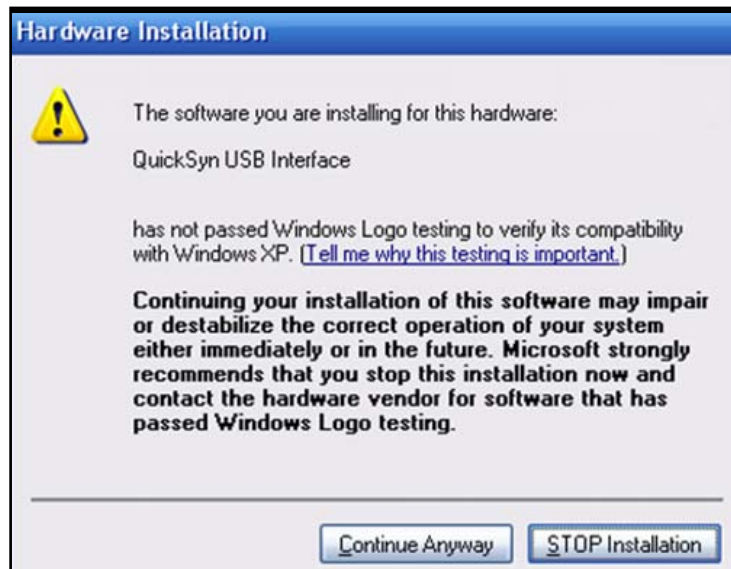 Hardware Installation
The software you are installing for this hardware:
QuickSyn USB Interface
has not passed Windows Logo testing to verify its compatibility
with Windows XP. (Tell me why this testing is important.)
Continuing your installation of this software may impair
or destabilize the correct operation of your system
either immediately or in the future. Microsoft strongly
recommends that you stop this installation now and
contact the hardware vendor for software that has
passed Windows Logo testing.
Continue Anyway STOP Installation